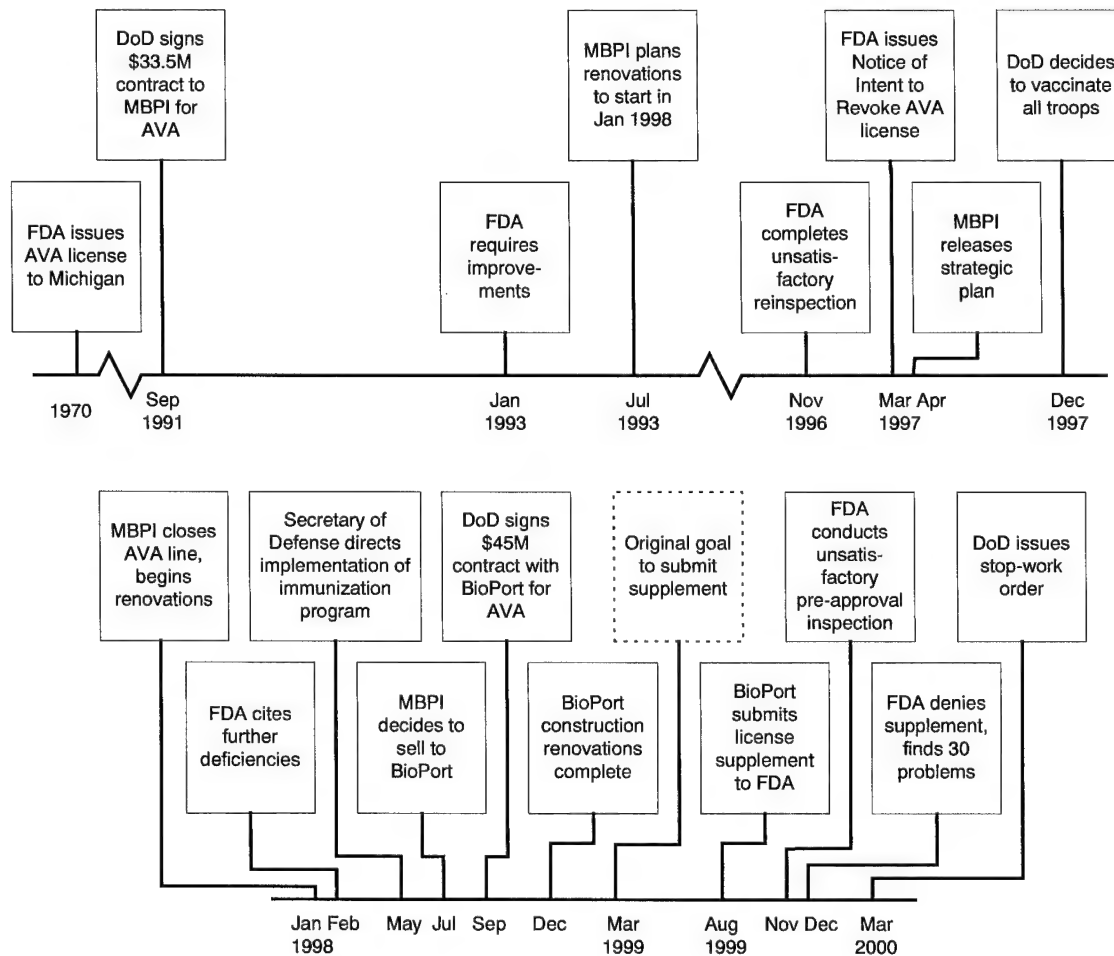 DoD signs
$33.5M
contract to
MBPI for
AVA
MBPI plans
renovations
to start in
Jan 1998
FDA issues
Notice of
Intent to
Revoke AVA
license
DoD decides
to vaccinate
all troops
FDA issues
AVA license
to Michigan
FDA
requires
improve-
ments
FDA
completes
unsatis-
factory
reinspection
MBPI
releases
strategic
plan
1970
Sep
1991
Jan
1993
Jul
1993
Nov
1996
Mar Apr
1997
Dec
1997
MBPI closes
AVA line,
begins
renovations
Secretary of
Defense directs
implementation of
immunization
program
DoD signs
$45M
contract with
BioPort for
AVA
Original goal
to submit
supplement
FDA
conducts
unsatis-
factory
pre-approval
inspection
DoD issues
stop-work
order
FDA cites
further
deficiencies
MBPI
decides to
sell to
BioPort
BioPort
construction
renovations
complete
BioPort
submits
license
supplement
to FDA
FDA denies
supplement,
finds 30
problems
Jan Feb
1998
May
Jul
Sep
Dec
Mar
1999
Aug
1999
Nov Dec
Mar
2000